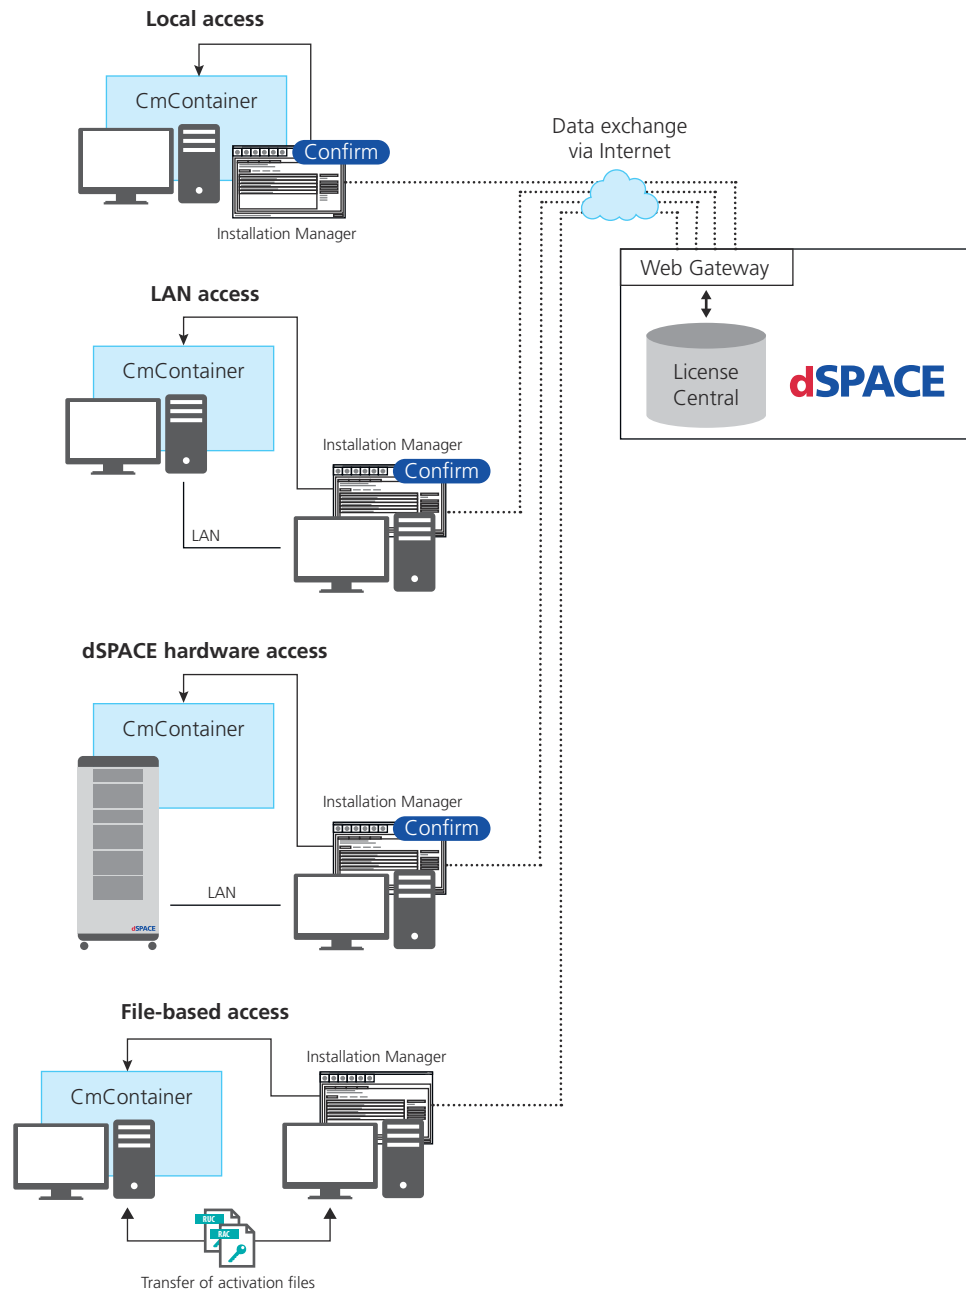 Local access
CmContainer
Confirm
Installation Manager
Data exchange
via Internet
Web Gateway
License
Central
dSPACE
LAN access
CmContainer
Installation Manager
Confirm
LAN
dSPACE hardware access
CmContainer
Installation Manager
Confirm
LAN
dSPACE
File-based access
Installation Manager
CmContainer
RUC
RAC
Transfer of activation files